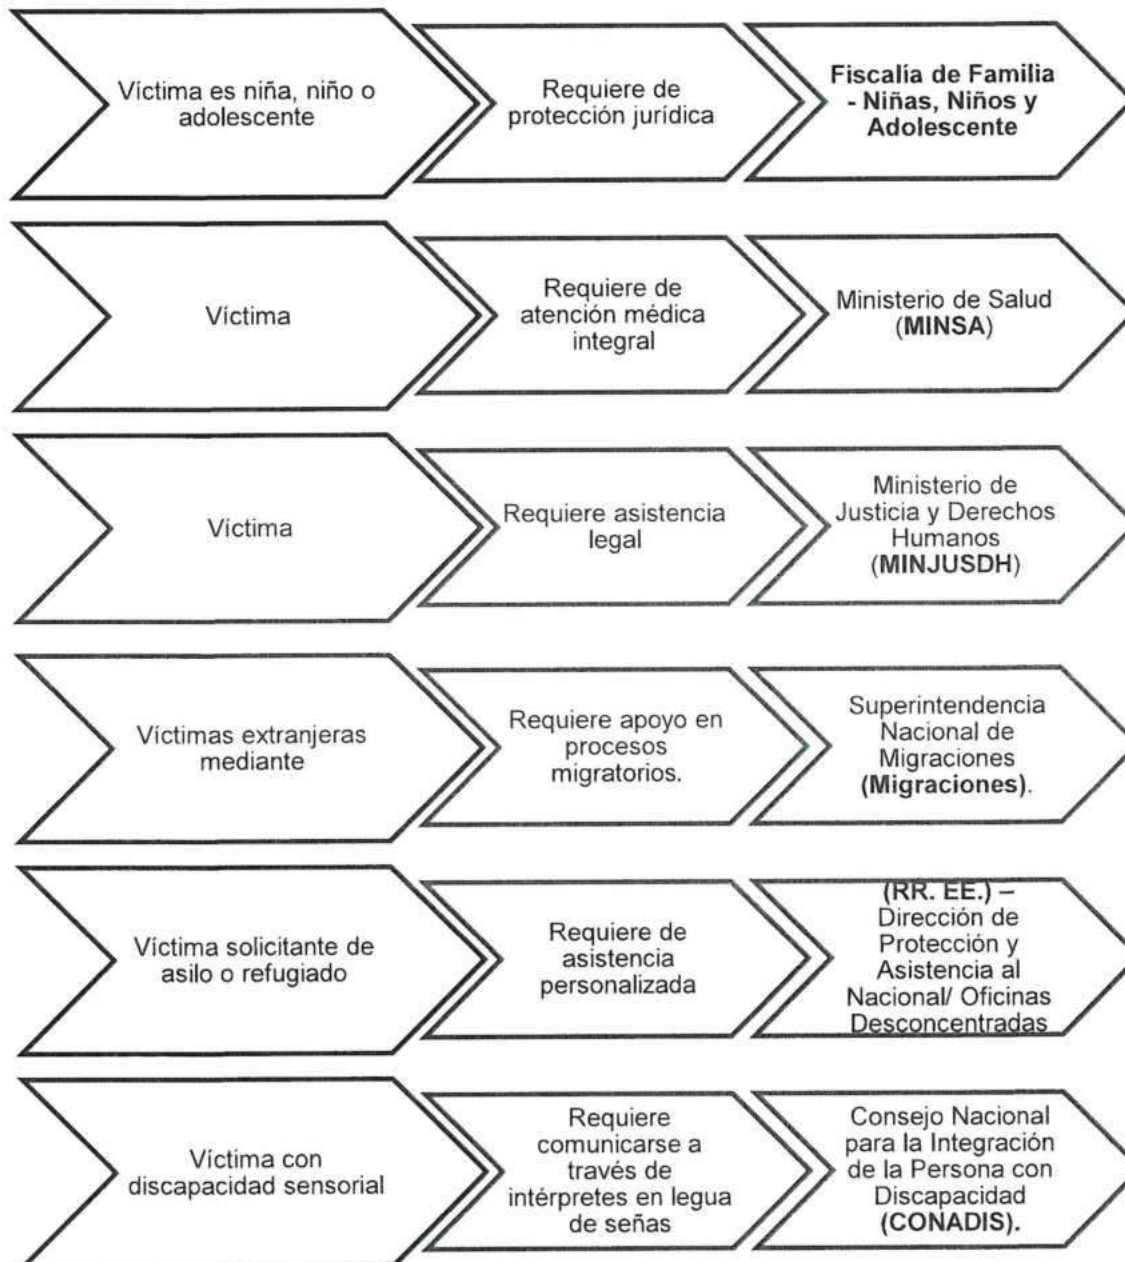 Víctima es niña, niño o
adolescente
Requiere de
protección jurídica
Fiscalía de Familia
- Niñas, Niños y
Adolescente
Víctima
Requiere de
atención médica
integral
Ministerio de Salud
(MINSA)
Víctima
Requiere asistencia
legal
Ministerio de
Justicia y Derechos
Humanos
(MINJUSDH)
Víctimas extranjeras
mediante
Requiere apoyo en
procesos
migratorios.
Superintendencia
Nacional de
Migraciones
(Migraciones).
Víctima solicitante de
asilo o refugiado
Requiere de
asistencia
personalizada
(RR. EE.) –
Dirección de
Protección y
Asistencia al
Nacional/ Oficinas
Desconcentradas
Víctima con
discapacidad sensorial
Requiere
comunicarse a
través de
intérpretes en legua
de señas
Consejo Nacional
para la Integración
de la Persona con
Discapacidad
(CONADIS).